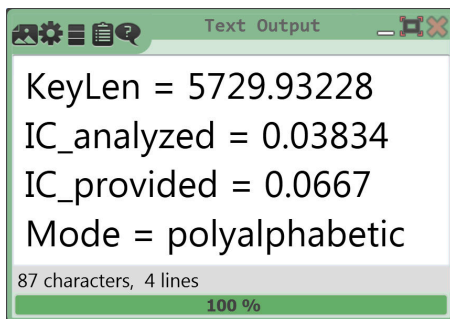 Text Output
KeyLen = 5729.93228
IC_analyzed = 0.03834
IC_provided = 0.0667
Mode = polyalphabetic
87 characters, 4 lines
100 %